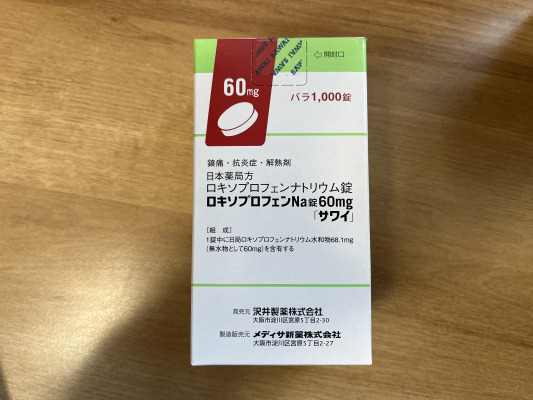 SAWAI SAWAI SAWAI
⇦開封口
60mg
バラ1,000錠
鎮痛・抗炎症・解熱剤
日本薬局方
ロキソプロフェンナトリウム錠
ロキソプロフェンNa錠60mg
「サワイ」
[組 成]
1錠中に日局ロキソプロフェンナトリウム水和物68.1mg
(無水物として60mg)を含有する
発売元 沢井製薬株式会社
大阪市淀川区宮原5丁目2-30
製造販売元 メディサ新薬株式会社
大阪市淀川区宮原5丁目2-27